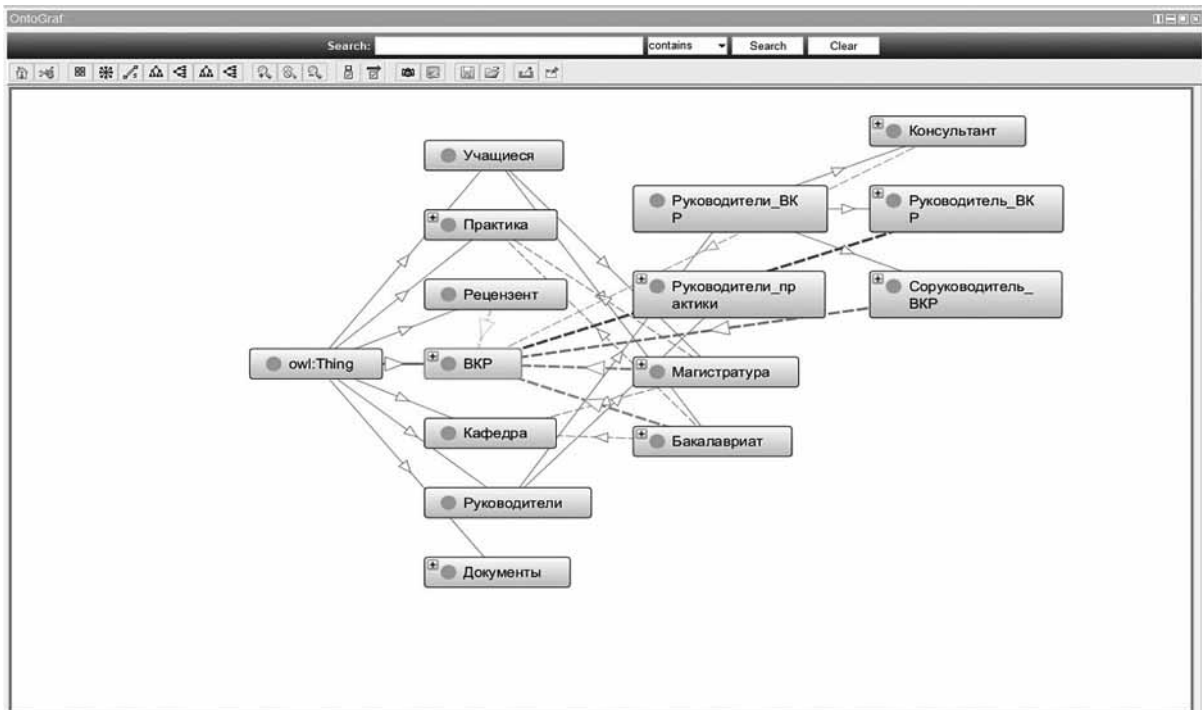 OntoGraf:
Search:
contains
Search
Clear
Консультант
Учащиеся
Руководители_ВК
Р
Руководитель_ВК
Р
Практика
Рецензент
Руководители_пр
актики
Соруководитель_
ВКР
owl:Thing
ВКР
Магистратура
Кафедра
Бакалавриат
Руководители
Документы